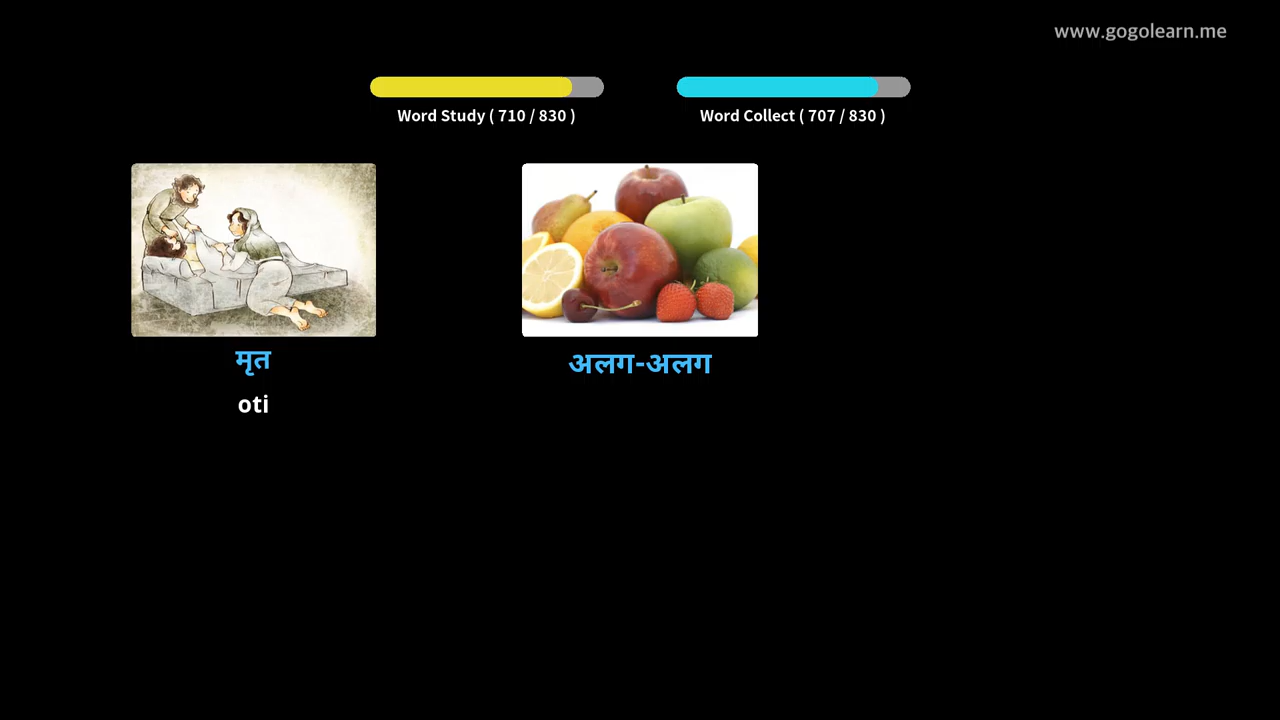 www.gogolearn.me
Word Study ( 710 / 830 )
Word Collect ( 707 / 830 )
मृत
अलग-अलग
oti